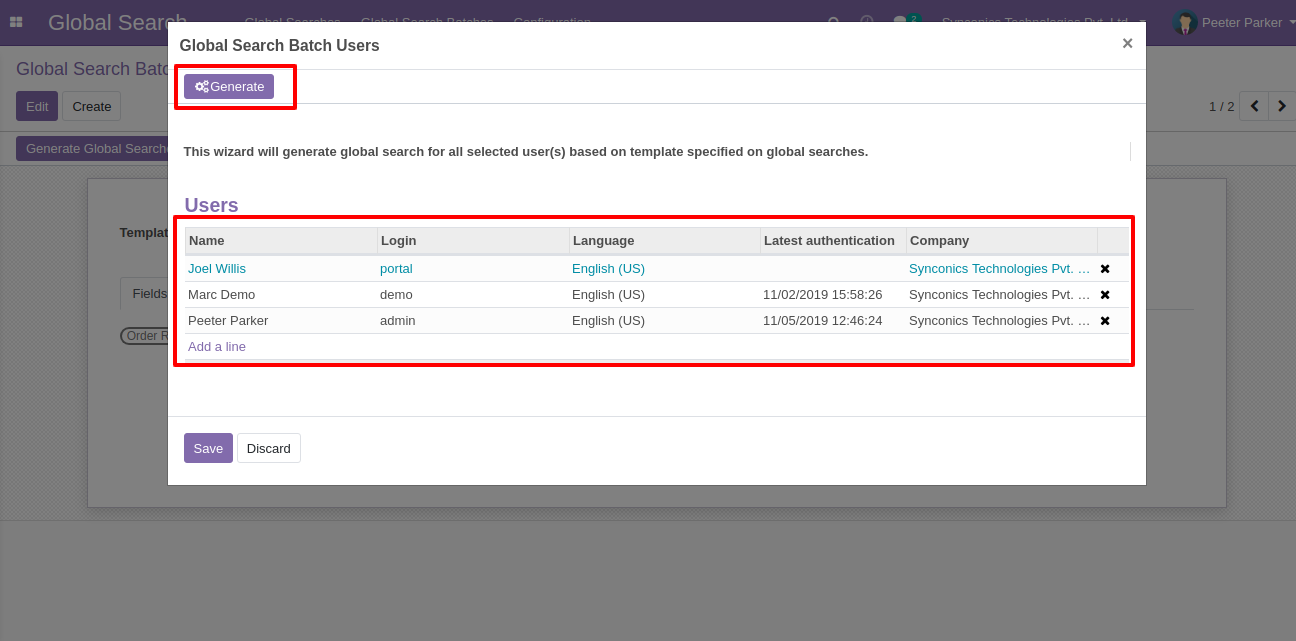 Global Search Global Searches Global Search Batches Configuration 2 Synconics Technologies Pvt. Ltd. Peeter Parker
Global Search Batch Users ×
Global Search Batc
Generate
Edit Create 1 / 2
Generate Global Searche
This wizard will generate global search for all selected user(s) based on template specified on global searches.
Users
Templat
Name Login Language Latest authentication Company
Joel Willis portal English (US) Synconics Technologies Pvt. …
Fields
Marc Demo demo English (US) 11/02/2019 15:58:26 Synconics Technologies Pvt. …
Peeter Parker admin English (US) 11/05/2019 12:46:24 Synconics Technologies Pvt. …
Order R
Add a line
Save Discard